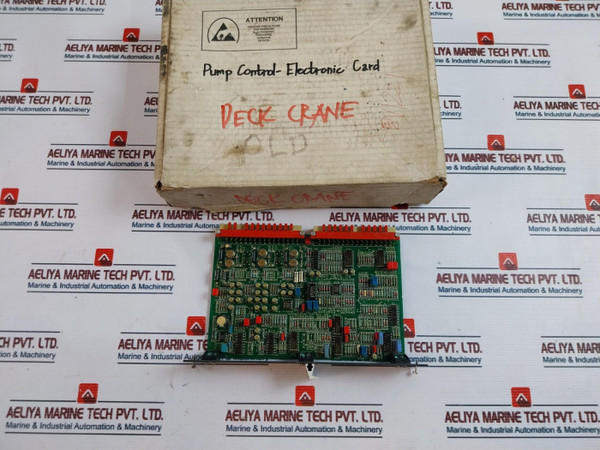 ATTENTION
Pump Control- Electronic Card
DECK CRANE
OLD
DECK CRANE
AELIYA MARINE TECH PVT. LTD.
Marine & Industrial Automation & Machinery